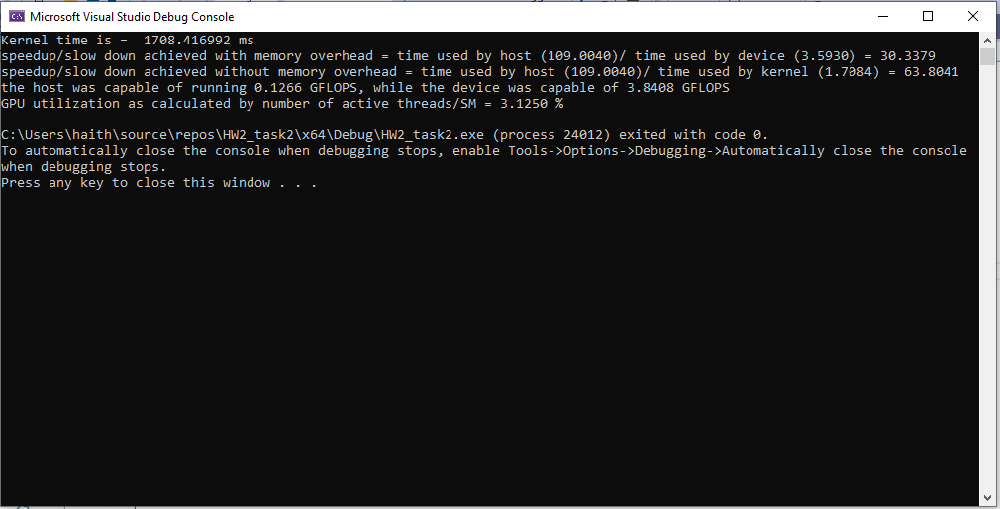 Microsoft Visual Studio Debug Console
Kernel time is =  1708.416992 ms
speedup/slow down achieved with memory overhead = time used by host (109.0040)/ time used by device (3.5930) = 30.3379
speedup/slow down achieved without memory overhead = time used by host (109.0040)/ time used by kernel (1.7084) = 63.8041
the host was capable of running 0.1266 GFLOPS, while the device was capable of 3.8408 GFLOPS
GPU utilization as calculated by number of active threads/SM = 3.1250 %
C:\Users\haith\source\repos\HW2_task2\x64\Debug\HW2_task2.exe (process 24012) exited with code 0.
To automatically close the console when debugging stops, enable Tools->Options->Debugging->Automatically close the console
when debugging stops.
Press any key to close this window . . .